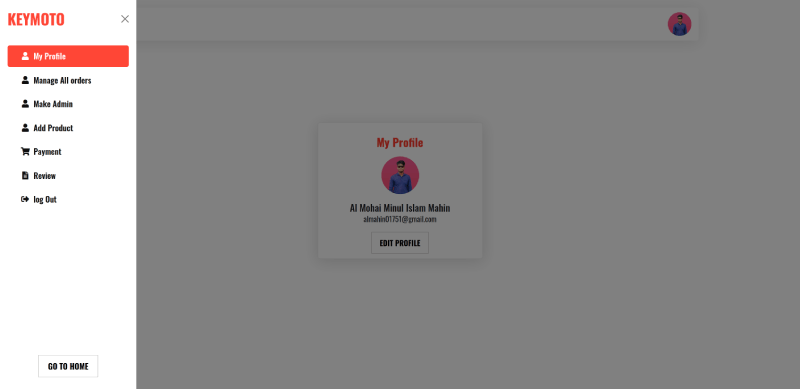 KEYMOTO
My Profile
Manage All orders
Make Admin
Add Product
Payment
Review
log Out
GO TO HOME
My Profile
Al Mohai Minul Islam Mahin
almahin01751@gmail.com
EDIT PROFILE